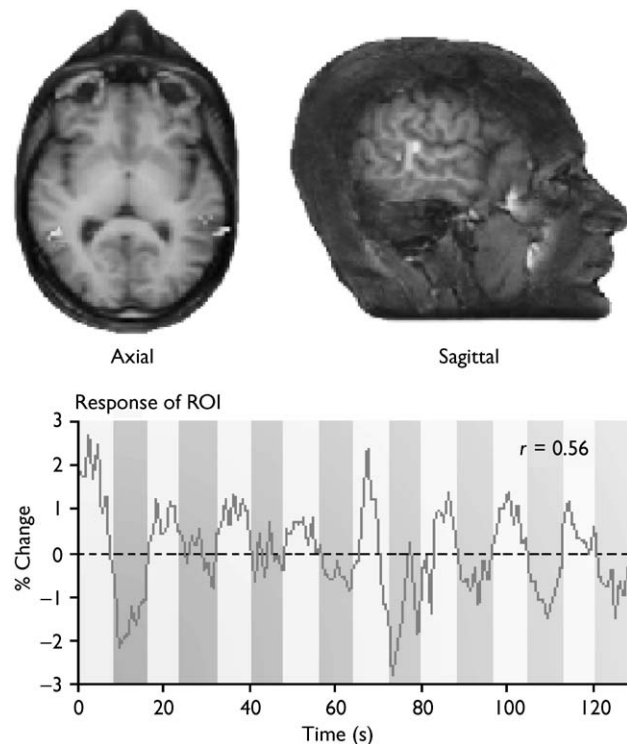 Axial
Sagittal
Response of ROI
r = 0.56
% Change
3
2
1
0
−1
−2
−3
0
20
40
60
80
100
120
Time (s)